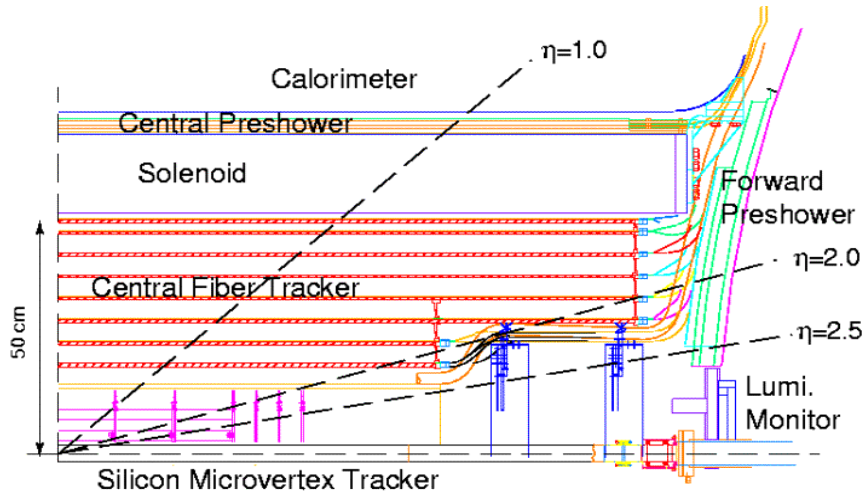 η=1.0
Calorimeter
Central Preshower
Solenoid
Forward
Preshower
η=2.0
Central Fiber Tracker
50 cm
η=2.5
Lumi.
Monitor
Silicon Microvertex Tracker